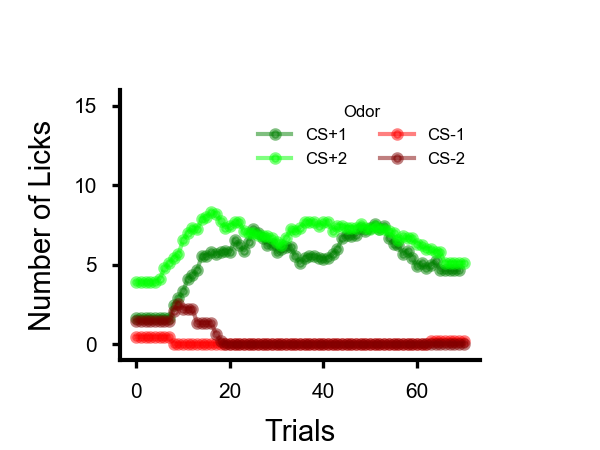 Number of Licks
15
10
5
0
Odor
CS+1 CS-1
CS+2 CS-2
0 20 40 60
Trials